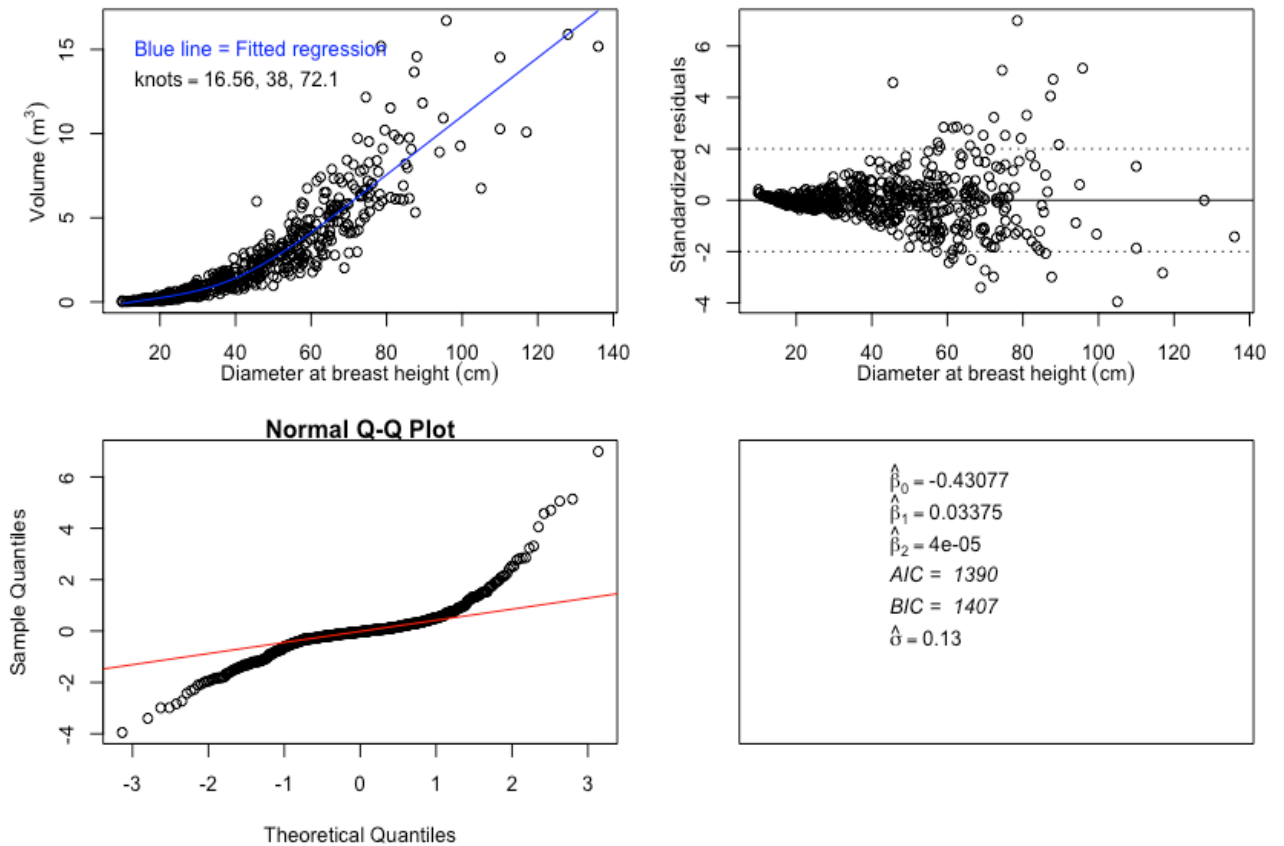 Blue line = Fitted regression
knots = 16.56, 38, 72.1
Volume (m³)
15
10
5
0
20 40 60 80 100 120 140
Diameter at breast height (cm)
Standardized residuals
6
4
2
0
-2
-4
20 40 60 80 100 120 140
Diameter at breast height (cm)
Normal Q-Q Plot
Sample Quantiles
6
4
2
0
-2
-4
-3 -2 -1 0 1 2 3
Theoretical Quantiles
β̂₀ = -0.43077
β̂₁ = 0.03375
β̂₂ = 4e-05
AIC = 1390
BIC = 1407
σ̂ = 0.13